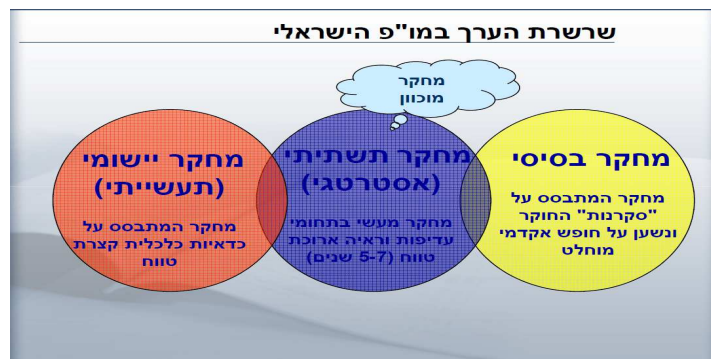 שרשרת הערך במו"פ הישראלי
מחקר
מוכוון
מחקר בסיסי
מחקר המתבסס על
"סקרנות" החוקר
ונשען על חופש אקדמי
מוחלט
מחקר תשתיתי
(אסטרטגי)
מחקר מעשי בתחומי
עדיפות וראיה ארוכת
טווח (5-7 שנים)
מחקר יישומי
(תעשייתי)
מחקר המתבסס על
כדאיות כלכלית קצרת
טווח